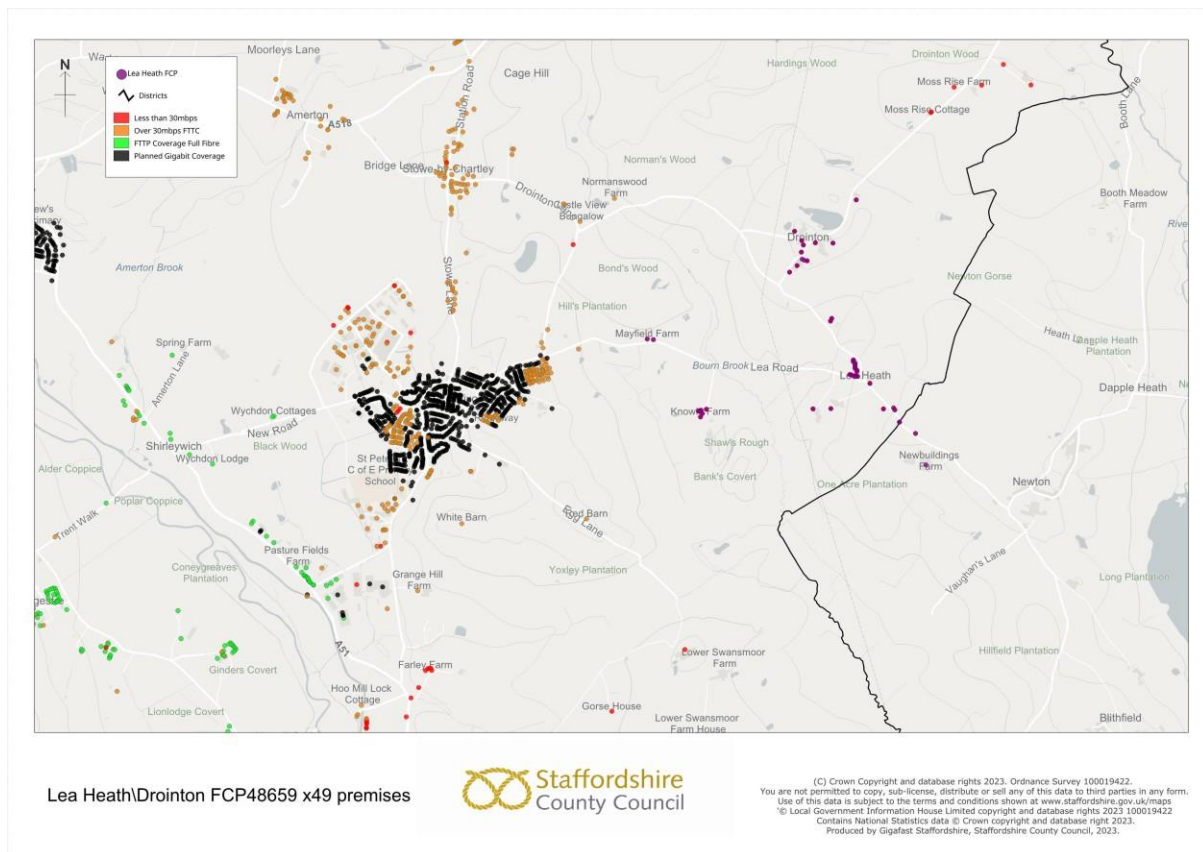 N
Lea Heath FCP
Districts
Less than 30mbps
Over 30mbps FTTC
FTTP Coverage Full Fibre
Planned Gigabit Coverage
Moorleys Lane
Amerton
A518
Station Road
Cage Hill
Bridge Lane
Stowe-by-Chartley
Norman's Wood
Normanswood
Farm
Castle View
Bungalow
Hardings Wood
Drointon Wood
Moss Rise Farm
Moss Rise Cottage
Booth Lane
Booth Meadow
Farm
Drointon
Amerton Brook
Stowe Lane
Bond's Wood
Hill's Plantation
Newton Gorse
Spring Farm
Amerton Lane
Mayfield Farm
Bourn Brook
Lea Road
Lea Heath
Dapple Heath
Plantation
Dapple Heath
Wychdon Cottages
New Road
Black Wood
Shirleywich
Wychdon Lodge
St Peter
C of E Pr
School
Farm
Shaw's Rough
Bank's Covert
Newbuildings
Farm
One Acre Plantation
Newton
Alder Coppice
Poplar Coppice
Trent Walk
White Barn
Red Barn
Egg Lane
Yoxley Plantation
Pasture Fields
Farm
Coneygreaves
Plantation
Grange Hill
Farm
Vaughan's Lane
Long Plantation
A51
Ginders Covert
Farley Farm
Lower Swansmoor
Farm
Hillfield Plantation
Hoo Mill Lock
Cottage
Lionlodge Covert
Gorse House
Lower Swansmoor
Farm House
Blithfield
Lea Heath\Drointon FCP48659 x49 premises
Staffordshire
County Council
(C) Crown Copyright and database rights 2023. Ordnance Survey 100019422.
You are not permitted to copy, sub-license, distribute or sell any of this data to third parties in any form.
Use of this data is subject to the terms and conditions shown at www.staffordshire.gov.uk/maps
'© Local Government Information House Limited copyright and database rights 2023 100019422
Contains National Statistics data © Crown copyright and database right 2023.
Produced by Gigafast Staffordshire, Staffordshire County Council, 2023.